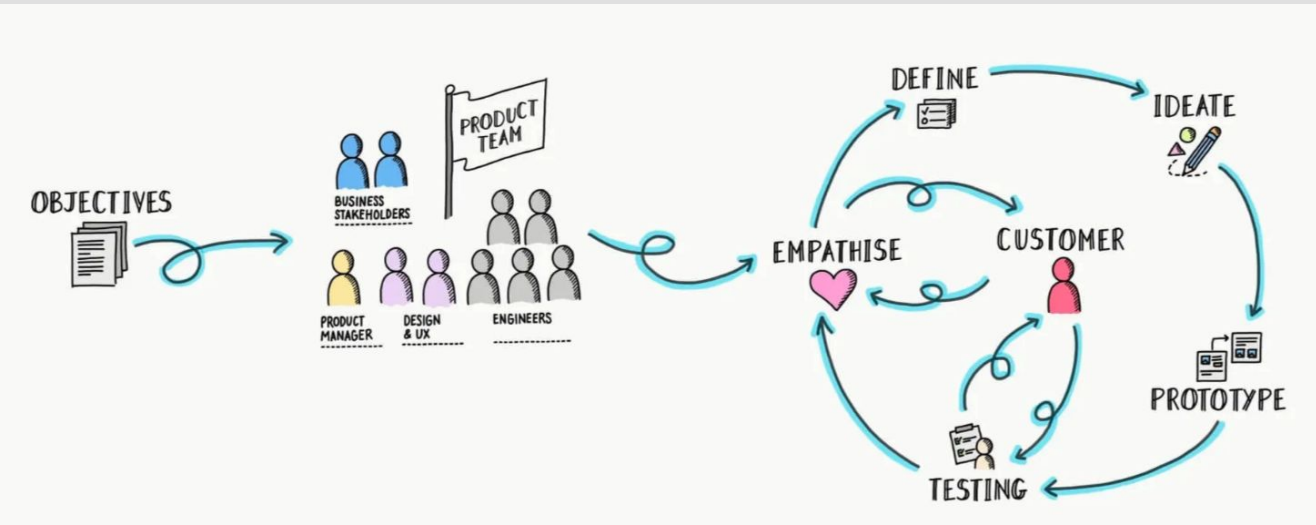 OBJECTIVES
BUSINESS
STAKEHOLDERS
PRODUCT
TEAM
PRODUCT
MANAGER
DESIGN
& UX
ENGINEERS
EMPATHISE
DEFINE
IDEATE
PROTOTYPE
TESTING
CUSTOMER